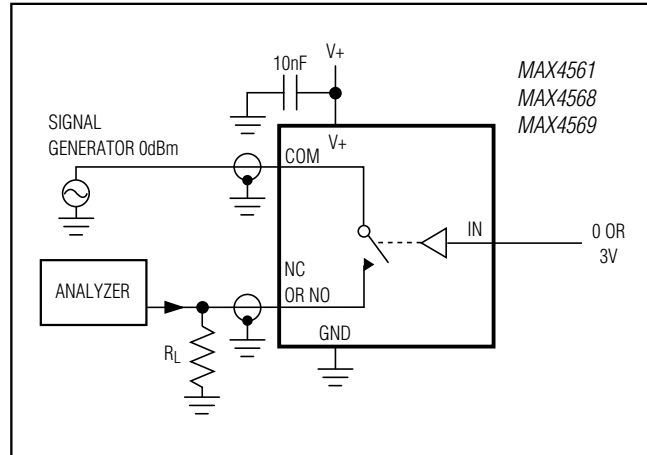 10nF
V+
MAX4561
MAX4568
MAX4569
SIGNAL
GENERATOR 0dBm
V+
COM
IN
0 OR
3V
NC
OR NO
ANALYZER
GND
RL